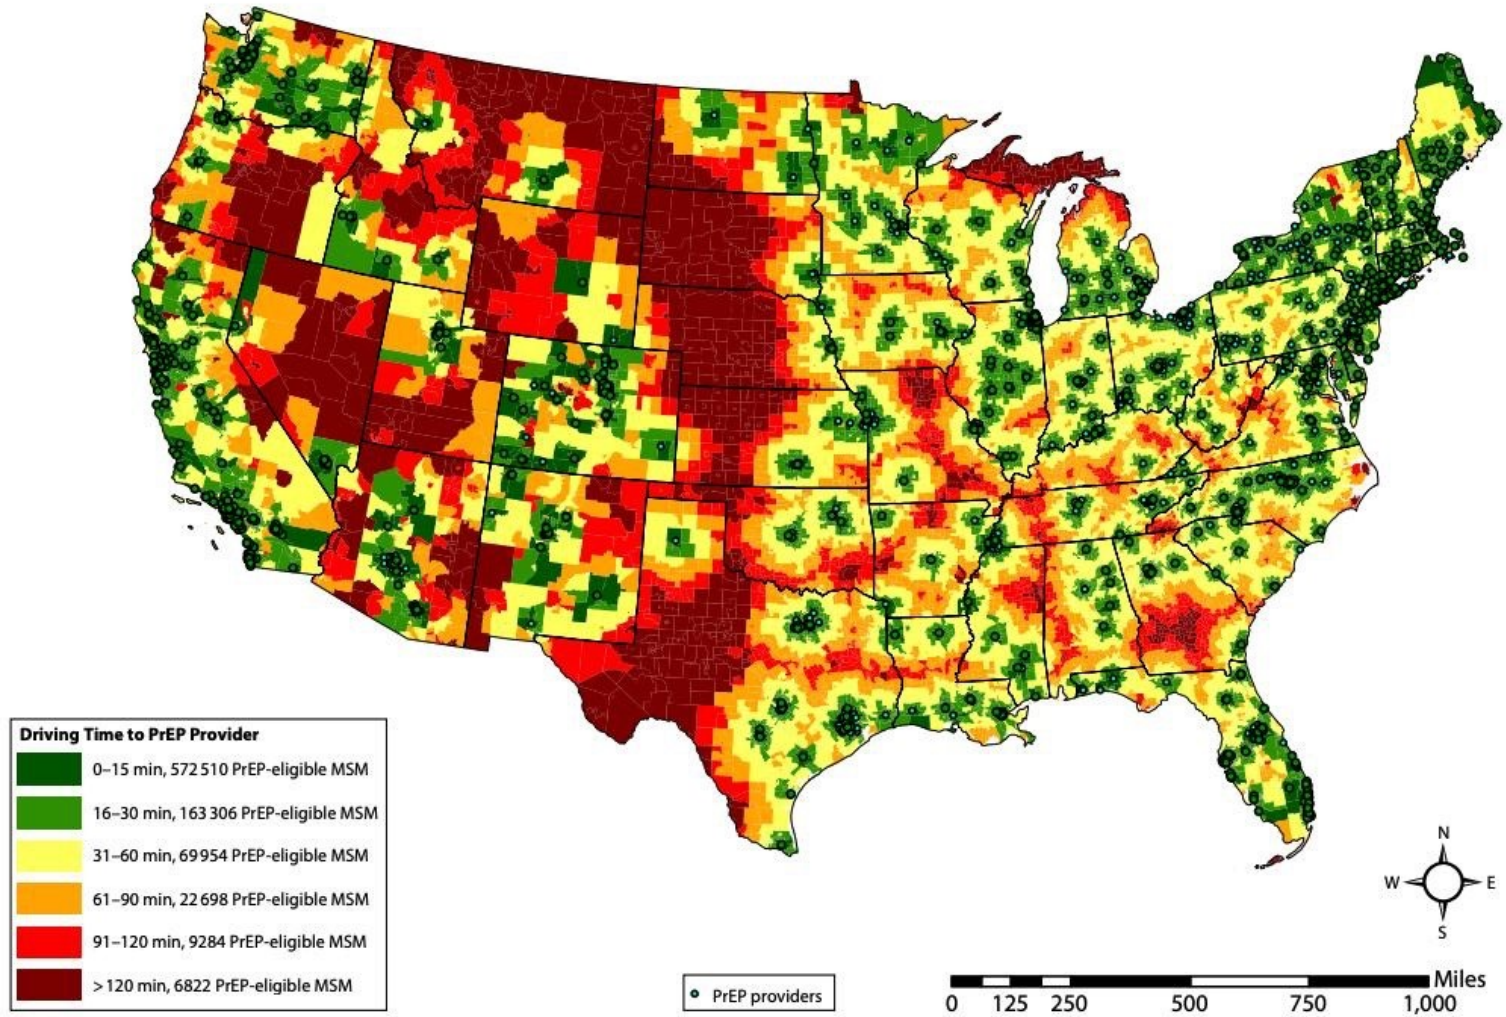 Driving Time to PrEP Provider
0–15 min, 572 510 PrEP-eligible MSM
16–30 min, 163 306 PrEP-eligible MSM
31–60 min, 69 954 PrEP-eligible MSM
61–90 min, 22 698 PrEP-eligible MSM
91–120 min, 9284 PrEP-eligible MSM
> 120 min, 6822 PrEP-eligible MSM
PrEP providers
N
W E
S
Miles
0 125 250 500 750 1,000